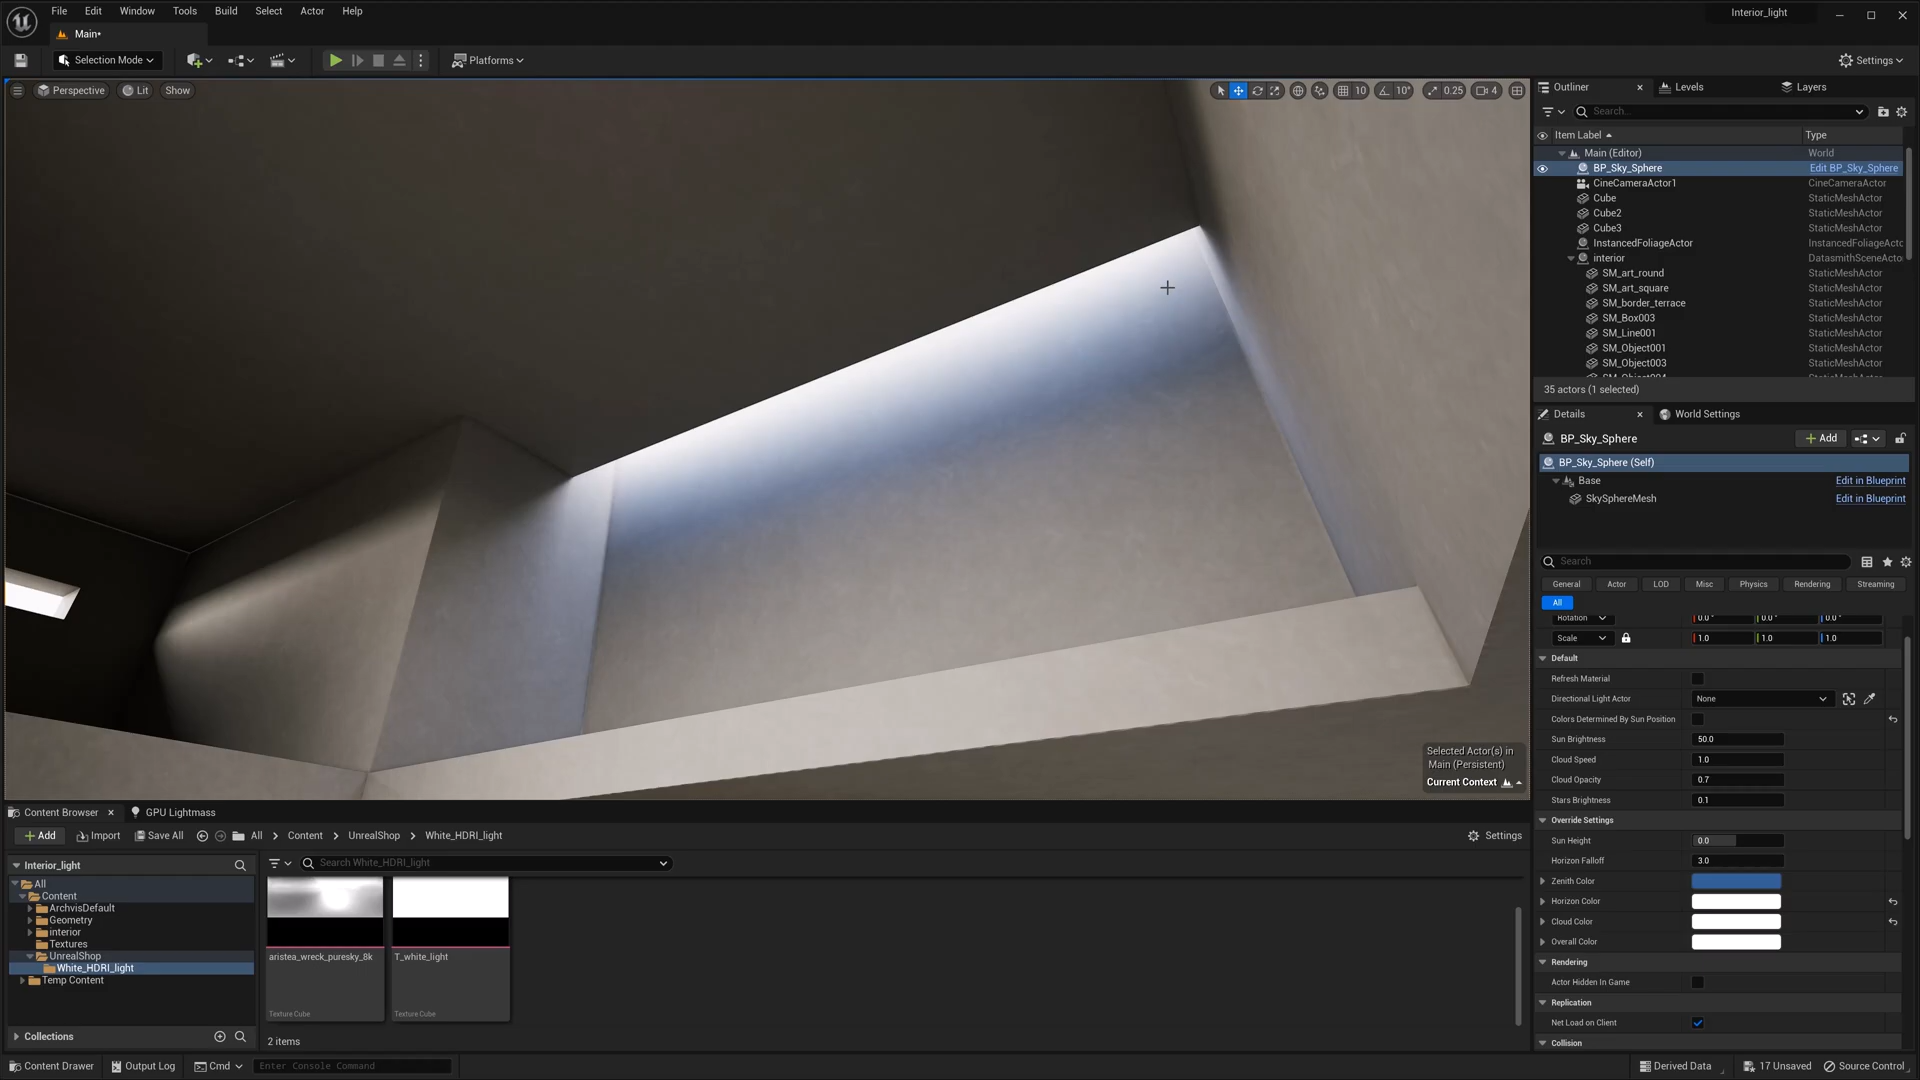 File Edit Window Tools Build Select Actor Help
Interior_light
Main*
Selection Mode
Platforms
Settings
Perspective
Lit
Show
10
10°
0.25
4
Outliner
Levels
Layers
Search...
Item Label
Type
Main (Editor)
World
BP_Sky_Sphere
Edit BP_Sky_Sphere
CineCameraActor1
CineCameraActor
Cube
StaticMeshActor
Cube2
StaticMeshActor
Cube3
StaticMeshActor
InstancedFoliageActor
InstancedFoliageActo
interior
DatasmithSceneActo
SM_art_round
StaticMeshActor
SM_art_square
StaticMeshActor
SM_border_terrace
StaticMeshActor
SM_Box003
StaticMeshActor
SM_Line001
StaticMeshActor
SM_Object001
StaticMeshActor
SM_Object003
StaticMeshActor
35 actors (1 selected)
Details
World Settings
BP_Sky_Sphere
Add
BP_Sky_Sphere (Self)
Base
Edit in Blueprint
SkySphereMesh
Edit in Blueprint
Search
General
Actor
LOD
Misc
Physics
Rendering
Streaming
All
Rotation
0.0°
0.0°
0.0°
Scale
1.0
1.0
1.0
Default
Refresh Material
Directional Light Actor
None
Colors Determined By Sun Position
Sun Brightness
50.0
Cloud Speed
1.0
Cloud Opacity
0.7
Stars Brightness
0.1
Override Settings
Sun Height
0.0
Horizon Falloff
3.0
Zenith Color
Horizon Color
Cloud Color
Overall Color
Rendering
Actor Hidden In Game
Replication
Net Load on Client
Collision
Selected Actor(s) in
Main (Persistent)
Current Context
Content Browser
GPU Lightmass
Add
Import
Save All
All
Content
UnrealShop
White_HDRI_light
Settings
Interior_light
Search White_HDRI_light
All
Content
ArchvisDefault
Geometry
interior
Textures
UnrealShop
White_HDRI_light
Temp Content
Collections
aristea_wreck_puresky_8k
Texture Cube
T_white_light
Texture Cube
2 items
Content Drawer
Output Log
Cmd
Enter Console Command
Derived Data
17 Unsaved
Source Control